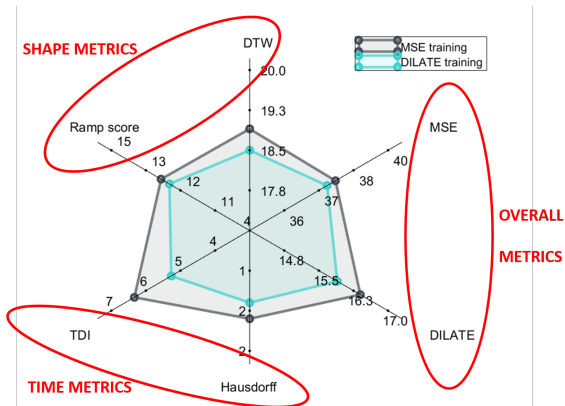 SHAPE METRICS
DTW
MSE training
DILATE training
20.0
19.3
18.5
17.8
Ramp score
15
13
12
11
4
MSE
40
38
37
36
OVERALL
METRICS
4
5
6
7
14.8
15.5
16.3
17.0
1
2
2
TDI
DILATE
TIME METRICS
Hausdorff